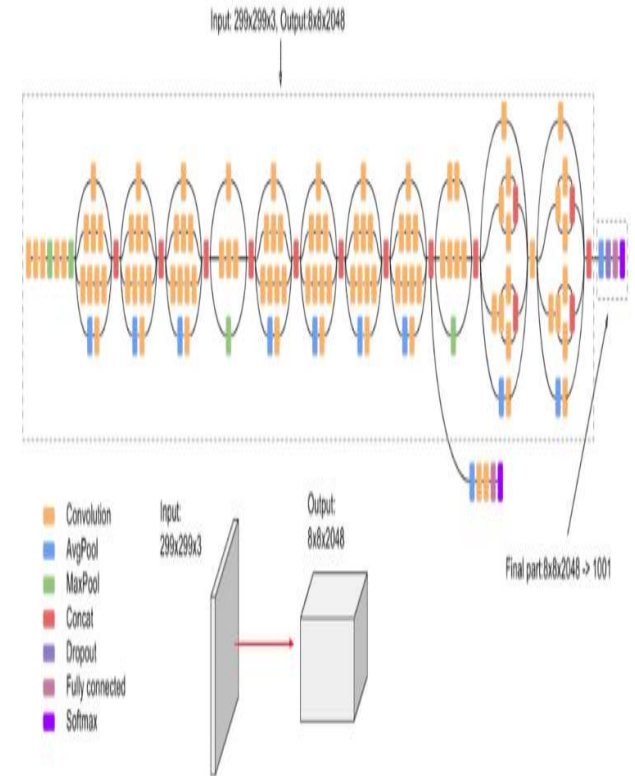 Input: 299x299x3, Output:8x8x2048
Convolution
AvgPool
MaxPool
Concat
Dropout
Fully connected
Softmax
Input:
299x299x3
Output:
8x8x2048
Final part:8x8x2048 -> 1001